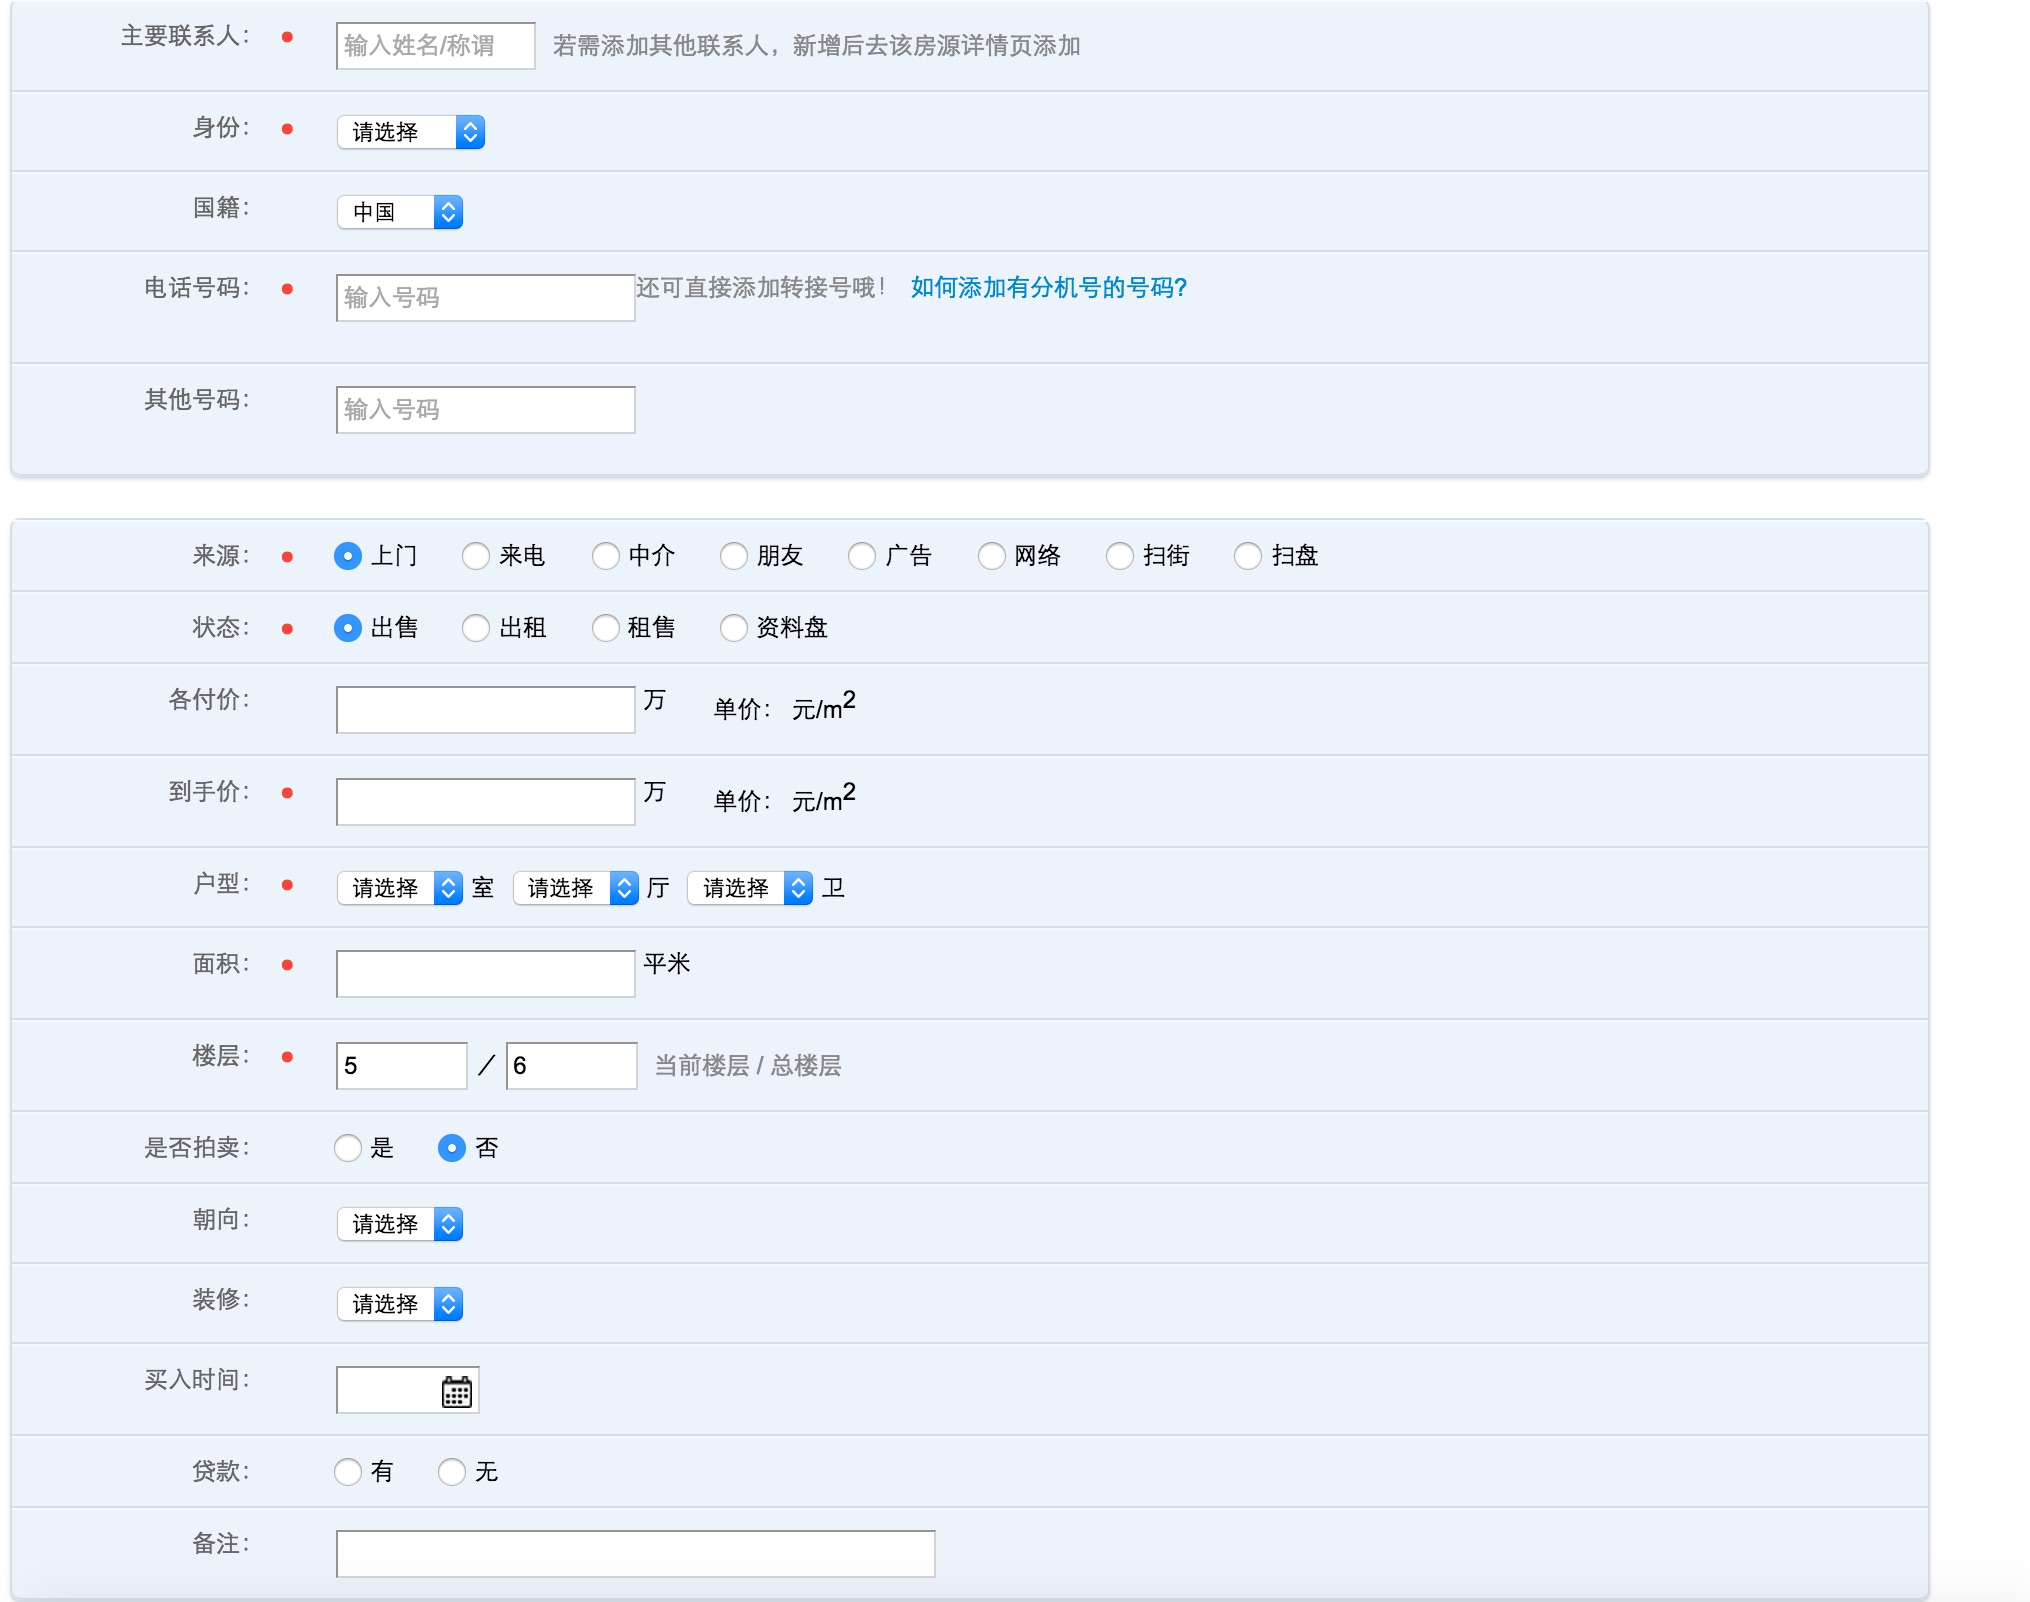 主要联系人： 输入姓名/称谓 若需添加其他联系人，新增后去该房源详情页添加
身份： 请选择
国籍： 中国
电话号码： 输入号码 还可直接添加转接号哦！ 如何添加有分机号的号码?
其他号码： 输入号码
来源： 上门 来电 中介 朋友 广告 网络 扫街 扫盘
状态： 出售 出租 租售 资料盘
各付价： 万 单价： 元/m²
到手价： 万 单价： 元/m²
户型： 请选择 室 请选择 厅 请选择 卫
面积： 平米
楼层： 5 / 6 当前楼层 / 总楼层
是否拍卖： 是 否
朝向： 请选择
装修： 请选择
买入时间：
贷款： 有 无
备注：